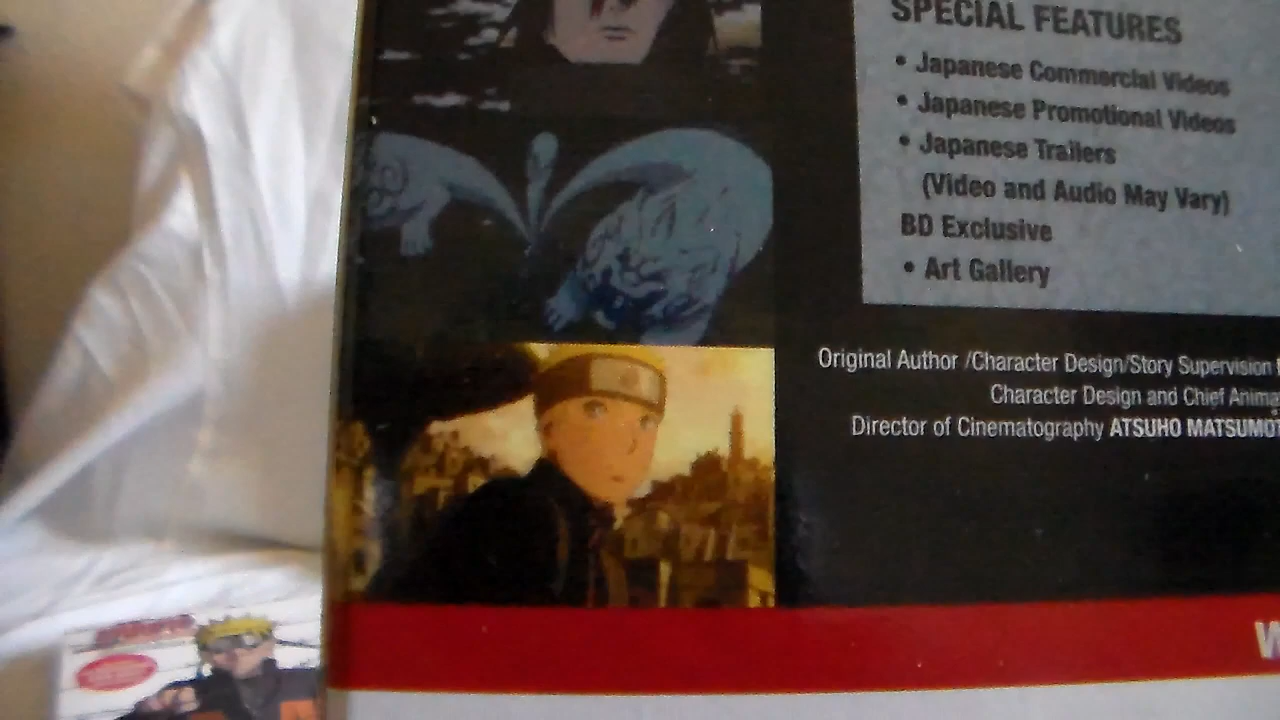 SPECIAL FEATURES
• Japanese Commercial Videos
• Japanese Promotional Videos
• Japanese Trailers
(Video and Audio May Vary)
BD Exclusive
• Art Gallery
Original Author /Character Design/Story Supervision
Character Design and Chief
Director of Cinematography ATSUHO